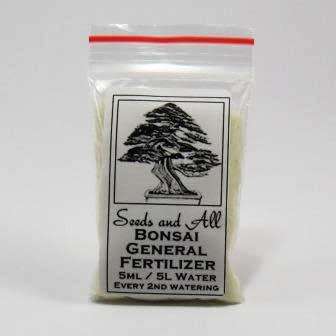 Seeds and All
Bonsai
General
Fertilizer
5ml / 5L Water
Every 2nd watering